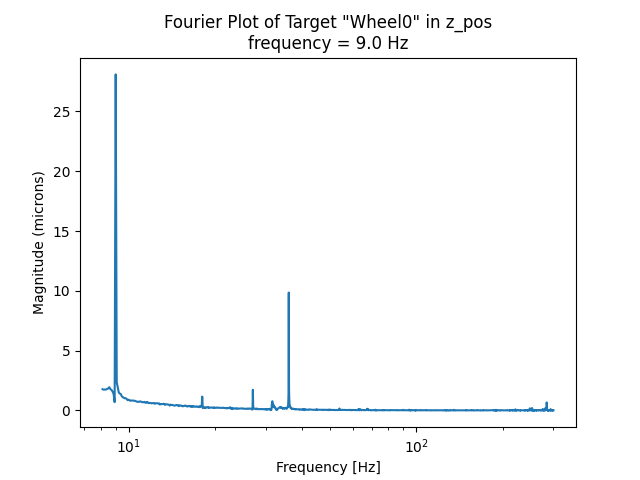 Fourier Plot of Target "Wheel0" in z_pos
frequency = 9.0 Hz
Magnitude (microns)
25
20
15
10
5
0
10¹
10²
Frequency [Hz]